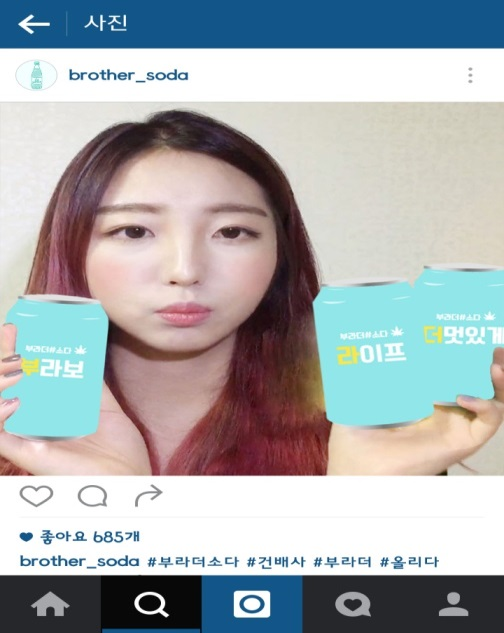 사진
brother_soda
부라더#소다
부라보
부라더#소다
라이프
부라더#소다
더멋있게
좋아요 685개
brother_soda #부라더소다 #건배사 #부라더 #올리다